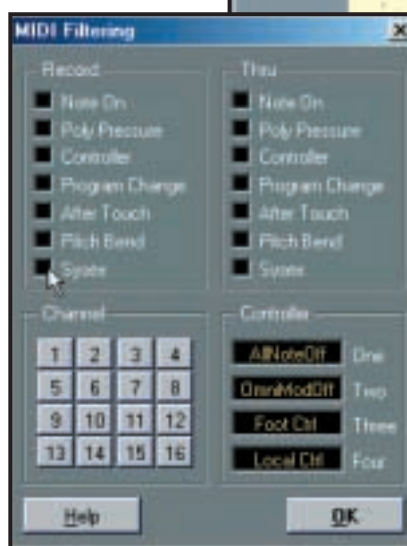 MIDI Filtering
Record
Note On
Poly Pressure
Controller
Program Change
After Touch
Pitch Bend
Sysex
Thru
Note On
Poly Pressure
Controller
Program Change
After Touch
Pitch Bend
Sysex
Channel
1 2 3 4
5 6 7 8
9 10 11 12
13 14 15 16
Controller
AllNoteOff One
OmniModOff Two
Foot Ctrl Three
Local Ctrl Four
Help
OK